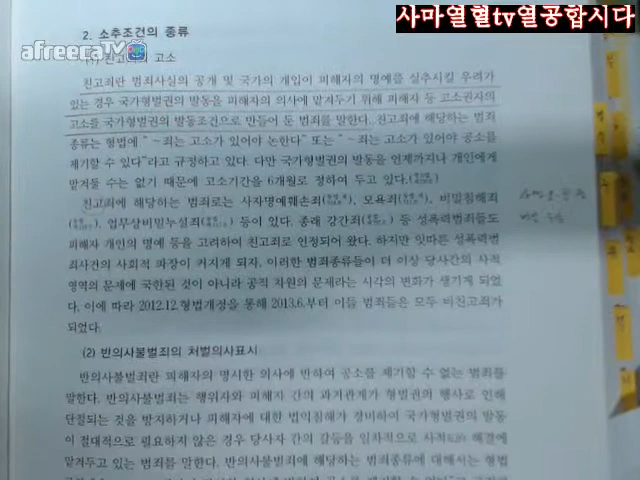 사마열혈tv열공합시다
afreecaTV
2. 소추조건의 종류
(1) 친고죄의 고소
친고죄란 범죄사실의 공개 및 국가의 개입이 피해자의 명예를 실추시킬 우려가
있는 경우 국가형벌권의 발동을 피해자의 의사에 맡겨두기 위해 피해자 등 고소권자의
고소를 국가형벌권의 발동조건으로 만들어 둔 범죄를 말한다. 친고죄에 해당하는 범죄
종류는 형법에 "~죄는 고소가 있어야 논한다" 또는 "~죄는 고소가 있어야 공소를
제기할 수 있다"라고 규정하고 있다. 다만 국가형벌권의 발동을 언제까지나 개인에게
맡겨둘 수는 없기 때문에 고소기간을 6개월로 정하여 두고 있다.
친고죄에 해당하는 범죄로는 사자명예훼손죄( ), 모욕죄( ), 비밀침해죄
( ), 업무상비밀누설죄( ) 등이 있다. 종래 강간죄( ) 등 성폭력범죄들도
피해자 개인의 명예 등을 고려하여 친고죄로 인정되어 왔다. 하지만 잇따른 성폭력범
죄사건의 사회적 파장이 커지게 되자, 이러한 범죄종류들이 더 이상 당사간의 사적
영역의 문제에 국한된 것이 아니라 공적 차원의 문제라는 시각의 변화가 생기게 되었
다. 이에 따라 2012.12.형법개정을 통해 2013.6.부터 이들 범죄들은 모두 비친고죄가
되었다.
(2) 반의사불벌죄의 처벌의사표시
반의사불벌죄란 피해자의 명시한 의사에 반하여 공소를 제기할 수 없는 범죄를
말한다. 반의사불벌죄는 행위자와 피해자 간의 과거관계가 형벌권의 행사로 인해
단절되는 것을 방지하거나 피해자에 대한 법익침해가 경미하여 국가형벌권의 발동
이 절대적으로 필요하지 않은 경우 당사자 간의 갈등을 일차적으로 사적 해결에
맡겨두고 있는 범죄를 말한다. 반의사불벌죄에 해당하는 범죄종류에 대해서는 형법